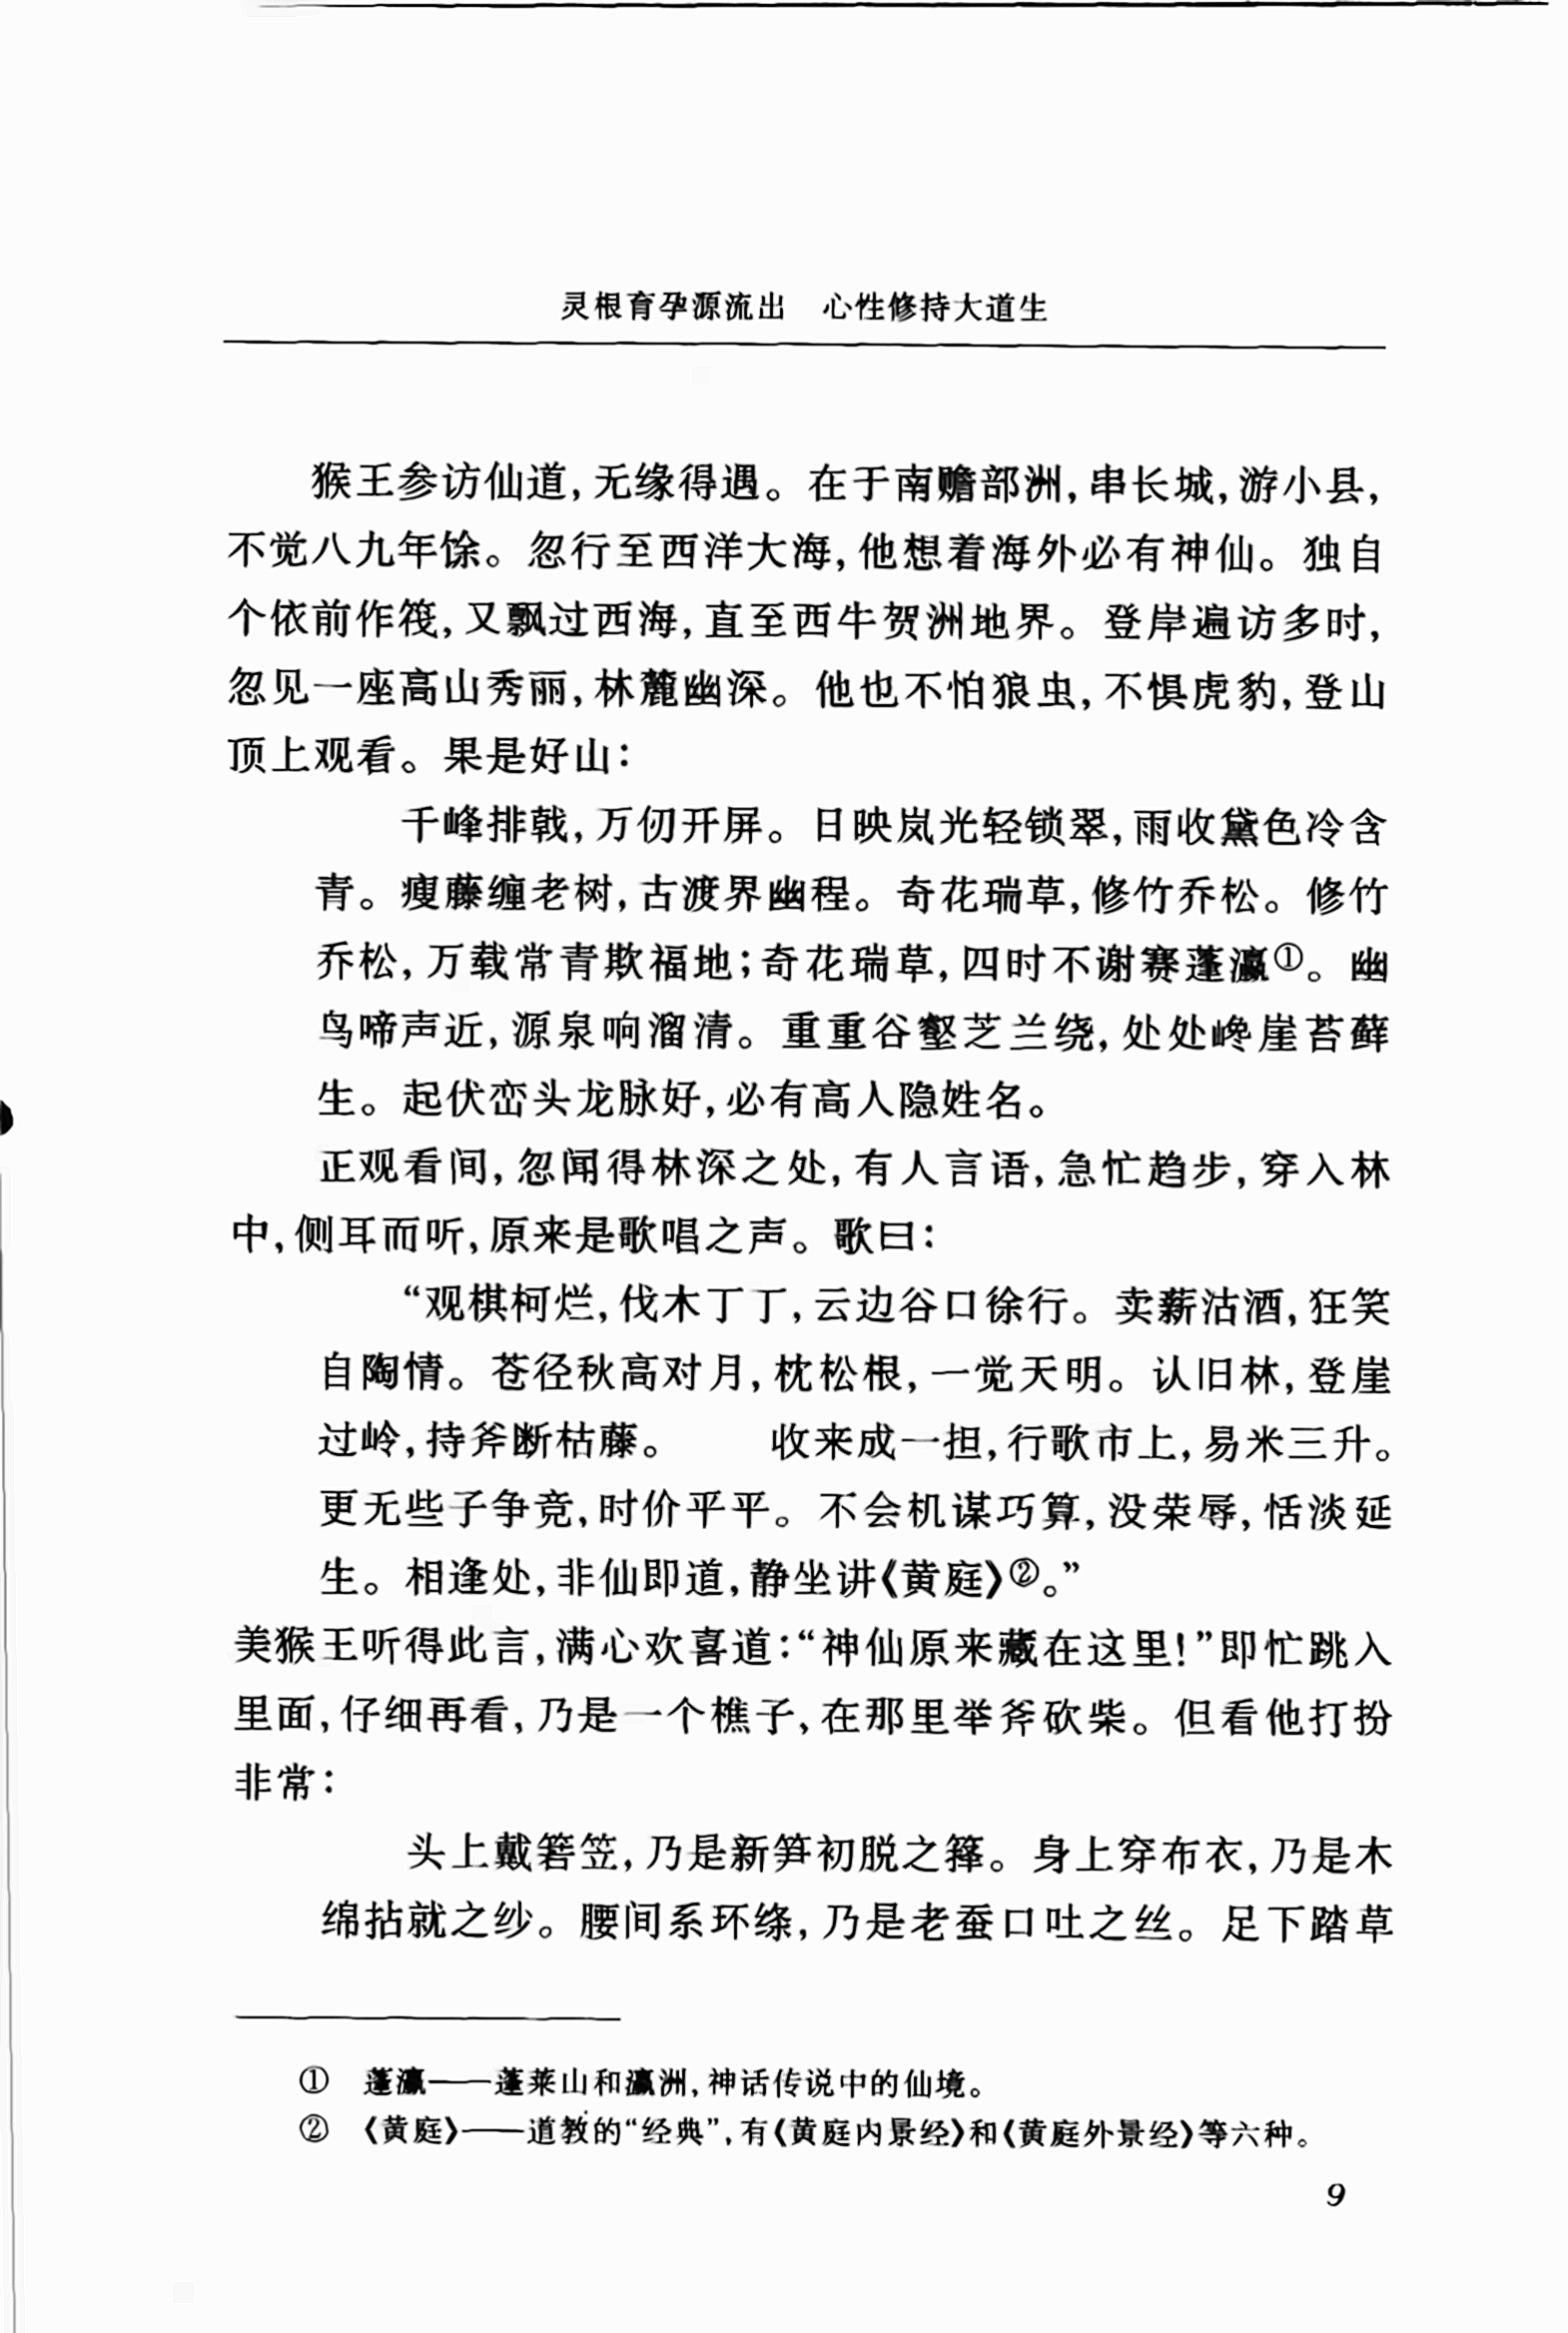 灵根育孕源流出　心性修持大道生
猴王参访仙道,无缘得遇。在于南赡部洲,串长城,游小县,
不觉八九年馀。忽行至西洋大海,他想着海外必有神仙。独自
个依前作筏,又飘过西海,直至西牛贺洲地界。登岸遍访多时,
忽见一座高山秀丽,林麓幽深。他也不怕狼虫,不惧虎豹,登山
顶上观看。果是好山:
千峰排戟,万仞开屏。日映岚光轻锁翠,雨收黛色冷含
青。瘦藤缠老树,古渡界幽程。奇花瑞草,修竹乔松。修竹
乔松,万载常青欺福地;奇花瑞草,四时不谢赛蓬瀛①。幽
鸟啼声近,源泉响溜清。重重谷壑芝兰绕,处处巉崖苔藓
生。起伏峦头龙脉好,必有高人隐姓名。
正观看间,忽闻得林深之处,有人言语,急忙趋步,穿入林
中,侧耳而听,原来是歌唱之声。歌曰:
“观棋柯烂,伐木丁丁,云边谷口徐行。卖薪沽酒,狂笑
自陶情。苍径秋高对月,枕松根,一觉天明。认旧林,登崖
过岭,持斧断枯藤。　　收来成一担,行歌市上,易米三升。
更无些子争竞,时价平平。不会机谋巧算,没荣辱,恬淡延
生。相逢处,非仙即道,静坐讲《黄庭》②。”
美猴王听得此言,满心欢喜道:“神仙原来藏在这里!”即忙跳入
里面,仔细再看,乃是一个樵子,在那里举斧砍柴。但看他打扮
非常:
头上戴箬笠,乃是新笋初脱之箨。身上穿布衣,乃是木
绵拈就之纱。腰间系环绦,乃是老蚕口吐之丝。足下踏草
①　蓬瀛——蓬莱山和瀛洲,神话传说中的仙境。
②　《黄庭》——道教的“经典”,有《黄庭内景经》和《黄庭外景经》等六种。
9